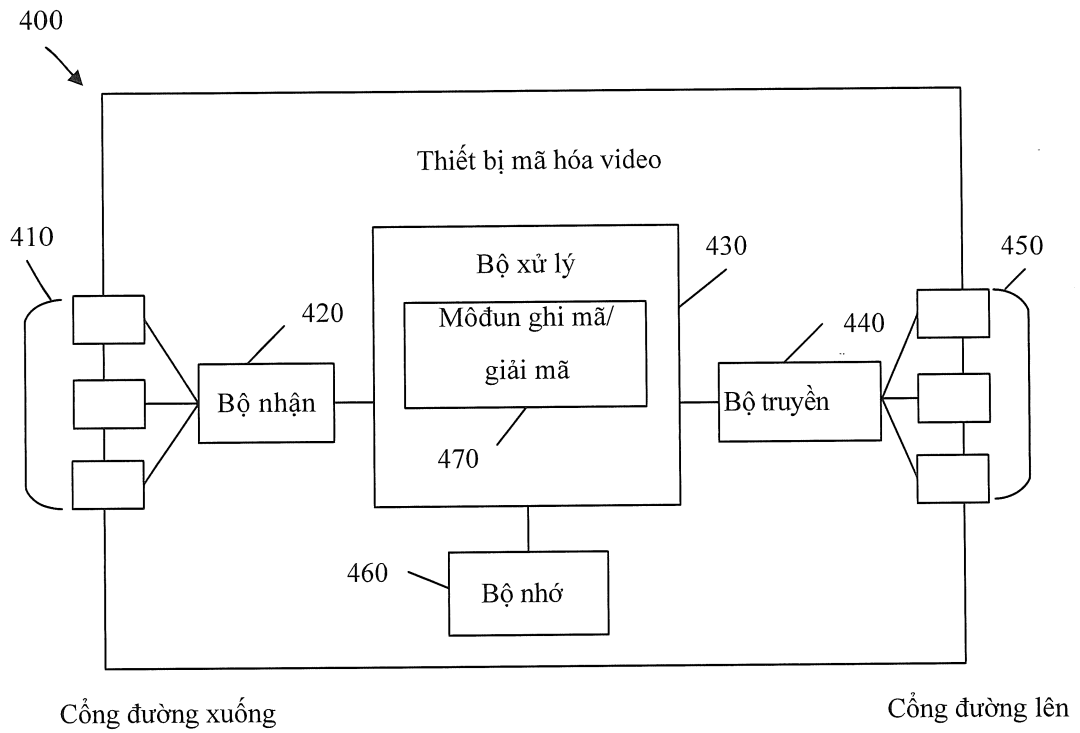 400
Thiết bị mã hóa video
410
430
450
Bộ xử lý
420
Môđun ghi mã/
440
giải mã
Bộ nhận
Bộ truyền
470
460
Bộ nhớ
Cổng đường xuống
Cổng đường lên